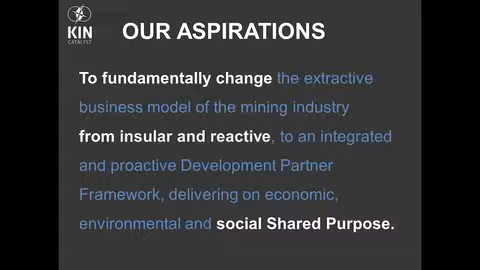 KIN
CATALYST
OUR ASPIRATIONS
To fundamentally change the extractive
business model of the mining industry
from insular and reactive, to an integrated
and proactive Development Partner
Framework, delivering on economic,
environmental and social Shared Purpose.